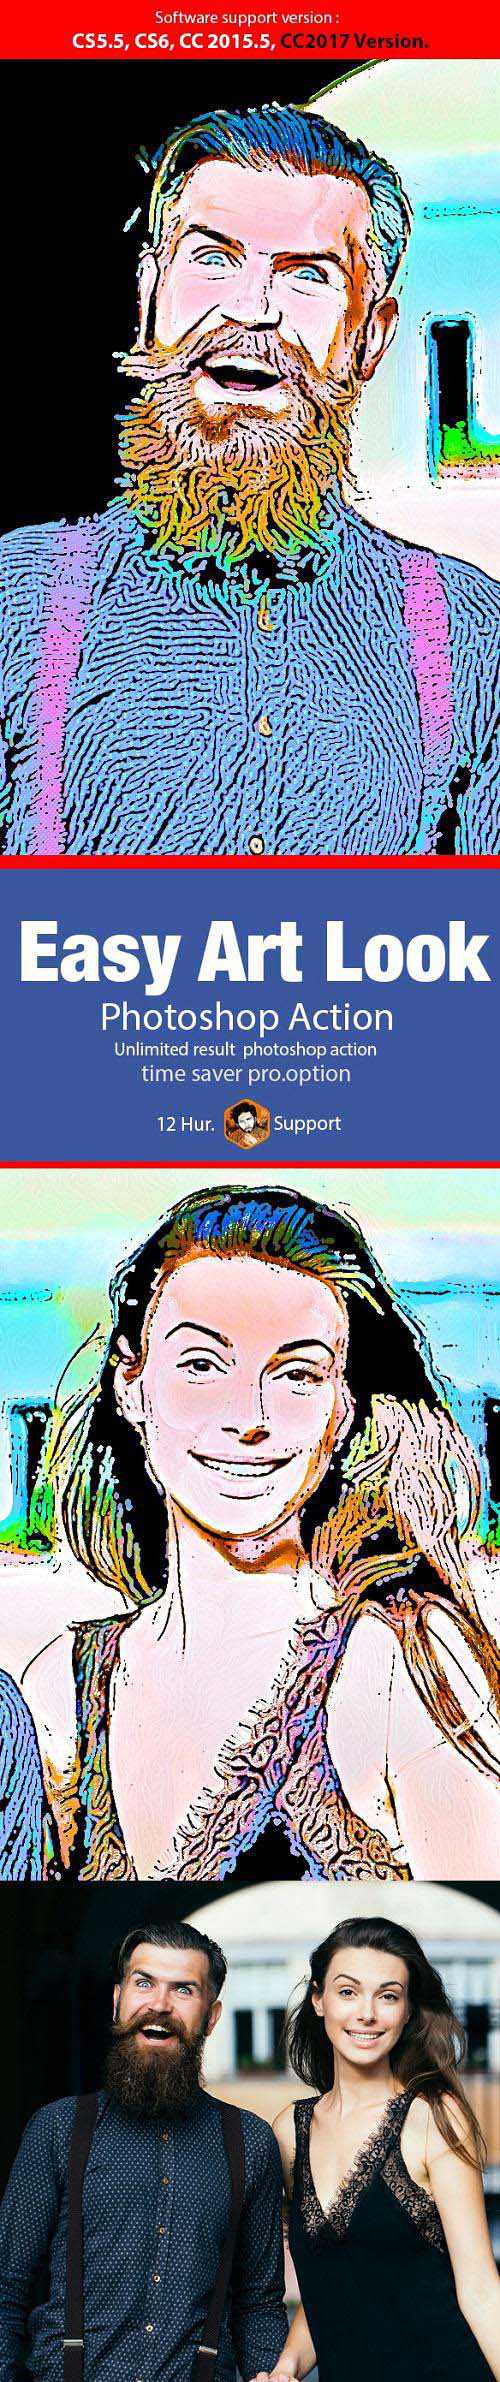 Software support version :
CS5.5, CS6, CC 2015.5, CC2017 Version.
Easy Art Look
Photoshop Action
Unlimited result photoshop action
time saver pro.option
12 Hur. Support